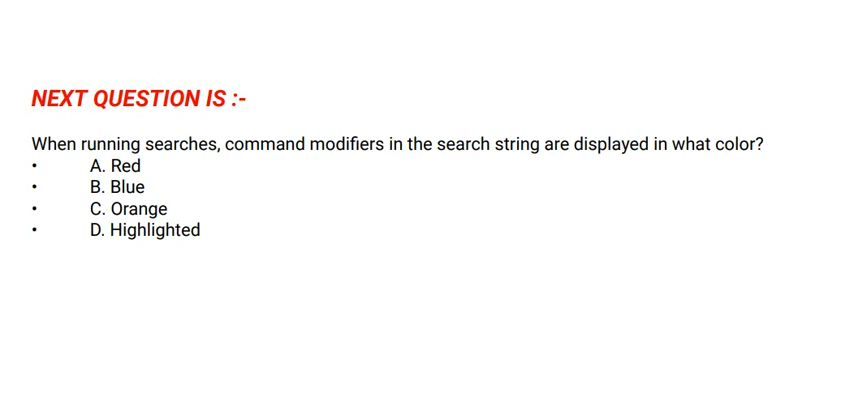 NEXT QUESTION IS :-
When running searches, command modifiers in the search string are displayed in what color?
• A. Red
• B. Blue
• C. Orange
• D. Highlighted